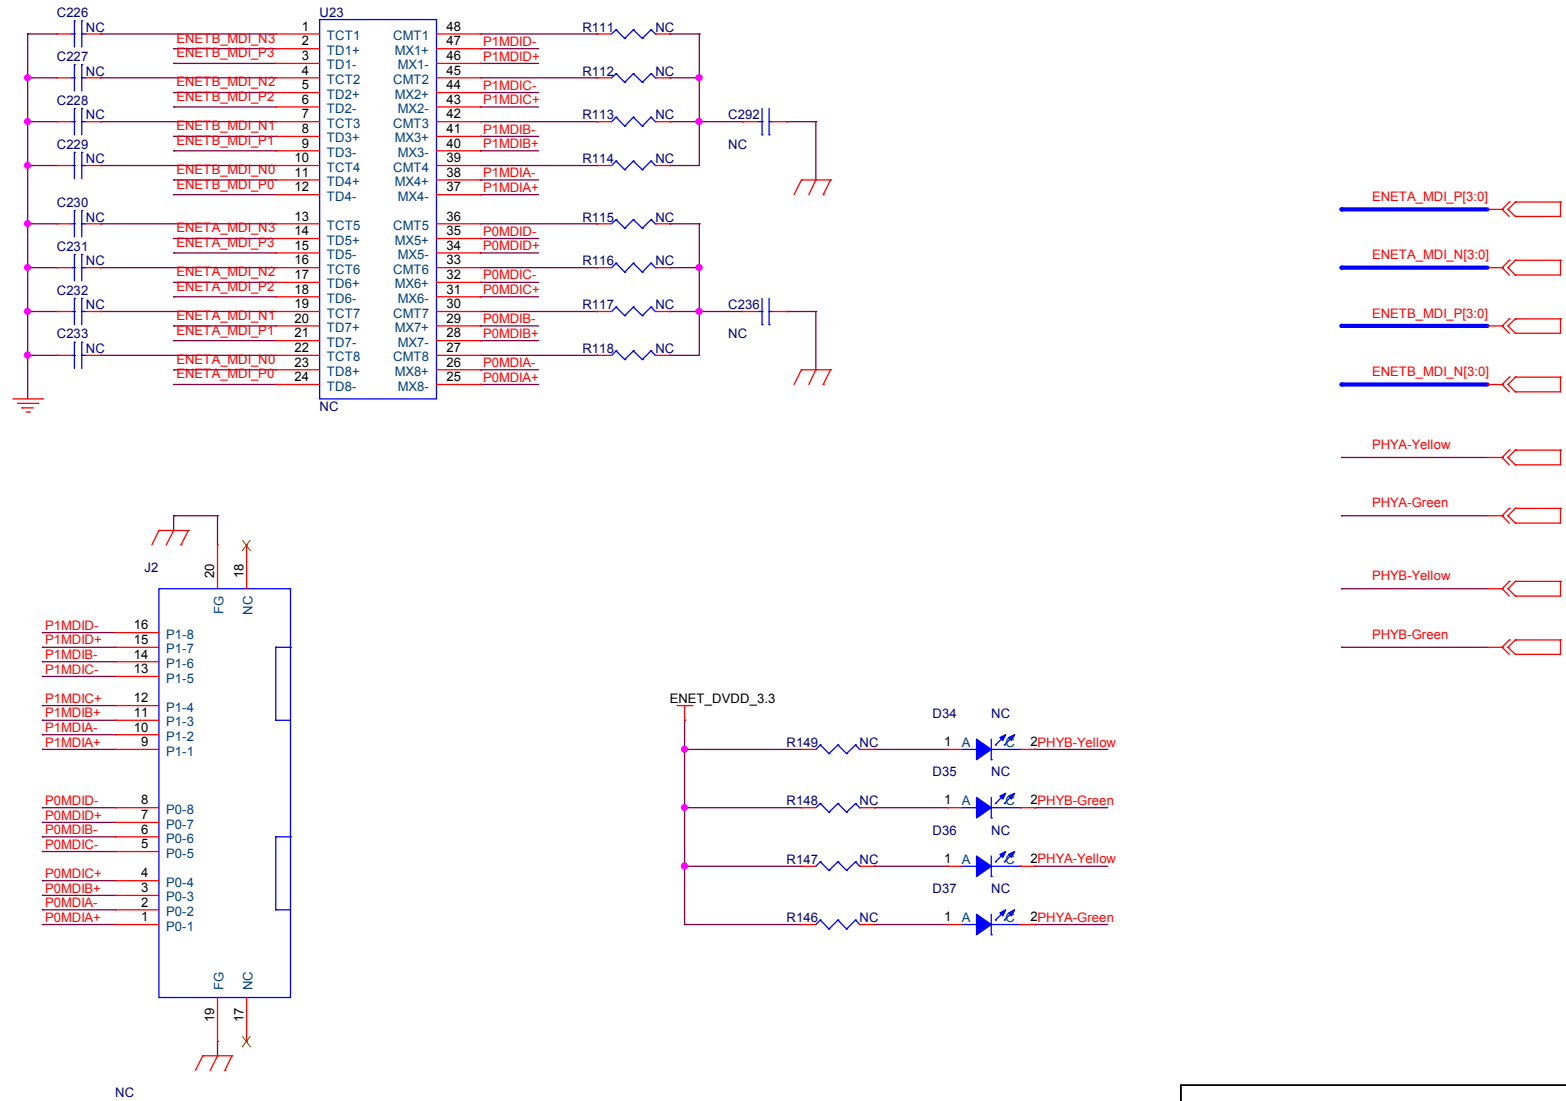 C226
NC
C227
NC
C228
NC
C229
NC
C230
NC
C231
NC
C232
NC
C233
NC
U23
ENETB_MDI_N3
ENETB_MDI_P3
ENETB_MDI_N2
ENETB_MDI_P2
ENETB_MDI_N1
ENETB_MDI_P1
ENETB_MDI_N0
ENETB_MDI_P0
ENETA_MDI_N3
ENETA_MDI_P3
ENETA_MDI_N2
ENETA_MDI_P2
ENETA_MDI_N1
ENETA_MDI_P1
ENETA_MDI_N0
ENETA_MDI_P0
1 TCT1 CMT1 48
2 TD1+ MX1+ 47 P1MDID-
3 TD1- MX1- 46 P1MDID+
4 TCT2 CMT2 45
5 TD2+ MX2+ 44 P1MDIC-
6 TD2- MX2- 43 P1MDIC+
7 TCT3 CMT3 42
8 TD3+ MX3+ 41 P1MDIB-
9 TD3- MX3- 40 P1MDIB+
10 TCT4 CMT4 39
11 TD4+ MX4+ 38 P1MDIA-
12 TD4- MX4- 37 P1MDIA+
13 TCT5 CMT5 36
14 TD5+ MX5+ 35 P0MDID-
15 TD5- MX5- 34 P0MDID+
16 TCT6 CMT6 33
17 TD6+ MX6+ 32 P0MDIC-
18 TD6- MX6- 31 P0MDIC+
19 TCT7 CMT7 30
20 TD7+ MX7+ 29 P0MDIB-
21 TD7- MX7- 28 P0MDIB+
22 TCT8 CMT8 27
23 TD8+ MX8+ 26 P0MDIA-
24 TD8- MX8- 25 P0MDIA+
NC
R111 NC
R112 NC
R113 NC
R114 NC
R115 NC
R116 NC
R117 NC
R118 NC
C292
NC
C236
NC
ENETA_MDI_P[3:0]
ENETA_MDI_N[3:0]
ENETB_MDI_P[3:0]
ENETB_MDI_N[3:0]
PHYA-Yellow
PHYA-Green
PHYB-Yellow
PHYB-Green
J2
20 18
FG NC
P1MDID- 16 P1-8
P1MDID+ 15 P1-7
P1MDIB- 14 P1-6
P1MDIC- 13 P1-5
P1MDIC+ 12 P1-4
P1MDIB+ 11 P1-3
P1MDIA- 10 P1-2
P1MDIA+ 9 P1-1
P0MDID- 8 P0-8
P0MDID+ 7 P0-7
P0MDIB- 6 P0-6
P0MDIC- 5 P0-5
P0MDIC+ 4 P0-4
P0MDIB+ 3 P0-3
P0MDIA- 2 P0-2
P0MDIA+ 1 P0-1
FG NC
19 17
NC
ENET_DVDD_3.3
D34 NC
R149 NC 1 A C 2 PHYB-Yellow
D35 NC
R148 NC 1 A C 2 PHYB-Green
D36 NC
R147 NC 1 A C 2 PHYA-Yellow
D37 NC
R146 NC 1 A C 2 PHYA-Green